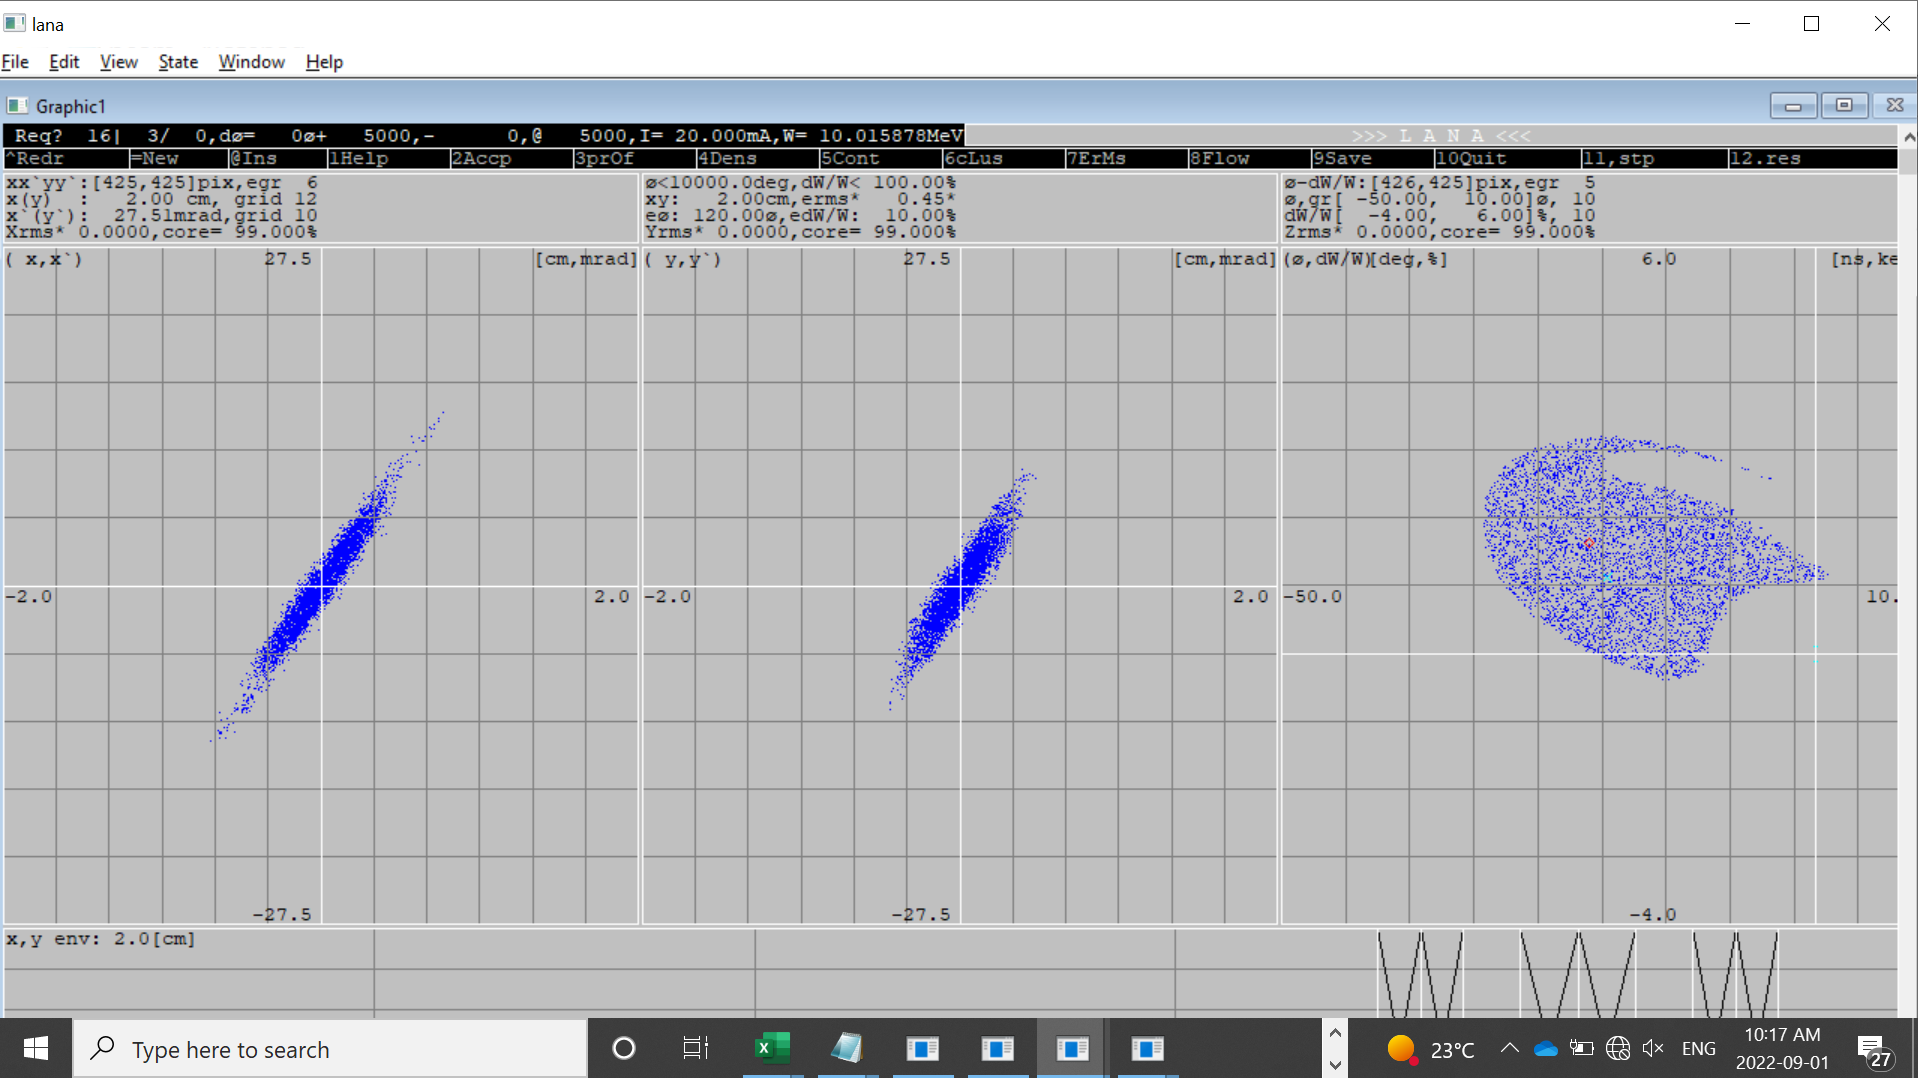 lana
File Edit View State Window Help
Graphic1
Req? 16| 3/ 0,dø= 0ø+ 5000,- 0,@ 5000,I= 20.000mA,W= 10.015878MeV >>> L A N A <<<
^Redr =New @Ins 1Help 2Accp 3prOf 4Dens 5Cont 6cLus 7ErMs 8Flow 9Save 10Quit 11,stp 12.res
xx`yy`:[425,425]pix,egr 6
x(y) : 2.00 cm, grid 12
x`(y`): 27.51mrad,grid 10
Xrms* 0.0000,core= 99.000%
ø<10000.0deg,dW/W< 100.00%
xy: 2.00cm,erms* 0.45*
eø: 120.00ø,edW/W: 10.00%
Yrms* 0.0000,core= 99.000%
ø-dW/W:[426,425]pix,egr 5
ø,gr[ -50.00, 10.00]ø, 10
dW/W[ -4.00, 6.00]%, 10
Zrms* 0.0000,core= 99.000%
( x,x`) 27.5 [cm,mrad]
-2.0 2.0
-27.5
( y,y`) 27.5 [cm,mrad]
-2.0 2.0
-27.5
(ø,dW/W)[deg,%] 6.0 [ns,ke
-50.0 10.
-4.0
x,y env: 2.0[cm]
Type here to search
23°C
ENG
10:17 AM
2022-09-01
27